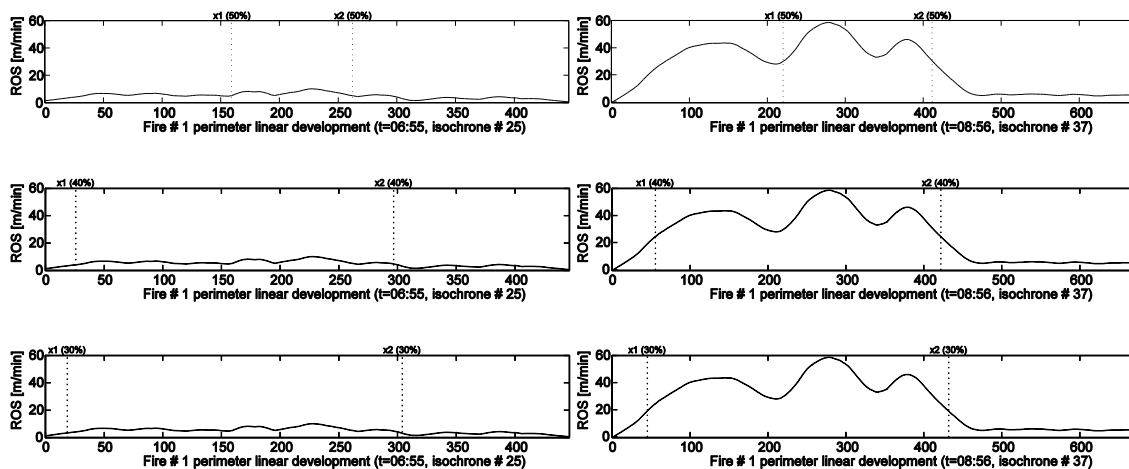 x1 (50%) x2 (50%)
60
40
20
0
ROS [m/min]
0 50 100 150 200 250 300 350 400
Fire # 1 perimeter linear development (t=06:55, isochrone # 25)
x1 (50%) x2 (50%)
60
40
20
0
ROS [m/min]
0 100 200 300 400 500 600
Fire # 1 perimeter linear development (t=08:56, isochrone # 37)
x1 (40%) x2 (40%)
60
40
20
0
ROS [m/min]
0 50 100 150 200 250 300 350 400
Fire # 1 perimeter linear development (t=06:55, isochrone # 25)
x1 (40%) x2 (40%)
60
40
20
0
ROS [m/min]
0 100 200 300 400 500 600
Fire # 1 perimeter linear development (t=08:56, isochrone # 37)
x1 (30%) x2 (30%)
60
40
20
0
ROS [m/min]
0 50 100 150 200 250 300 350 400
Fire # 1 perimeter linear development (t=06:55, isochrone # 25)
x1 (30%) x2 (30%)
60
40
20
0
ROS [m/min]
0 100 200 300 400 500 600
Fire # 1 perimeter linear development (t=08:56, isochrone # 37)